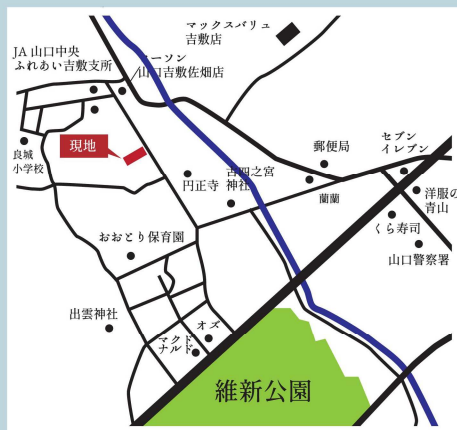 マックスバリュ
吉敷店
JA 山口中央
ふれあい吉敷支所
ローソン
山口吉敷佐畑店
現地
良城
小学校
円正寺
古四之宮
神社
郵便局
蘭蘭
セブン
イレブン
洋服の
青山
くら寿司
山口警察署
おおとり保育園
出雲神社
オズ
マクド
ナルド
維新公園